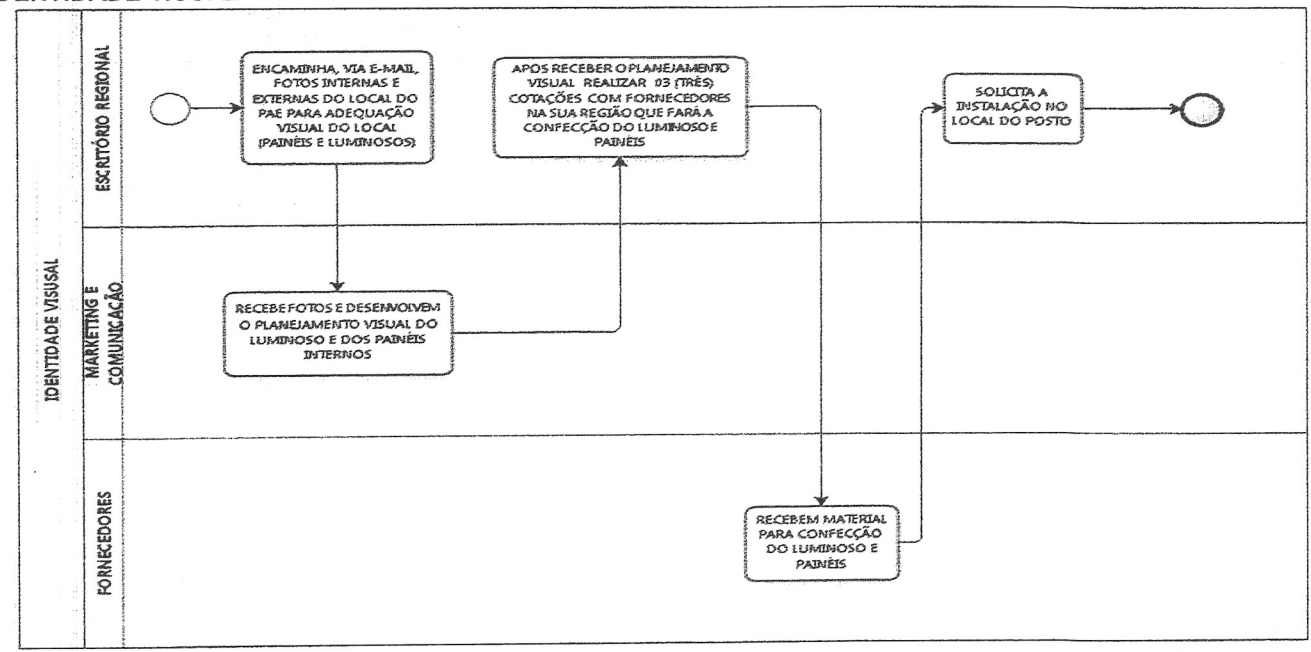 IDENTIDADE VISUSAL
ESCRITÓRIO REGIONAL
ENCAMINHA, VIA E-MAIL,
FOTOS INTERNAS E
EXTERNAS DO LOCAL DO
PAE PARA ADEQUAÇÃO
VISUAL DO LOCAL
(PAINÉIS E LUMINOSOS)
APOS RECEBER O PLANEJAMENTO
VISUAL REALIZAR 03 (TRÊS)
COTAÇÕES COM FORNECEDORES
NA SUA REGIÃO QUE FARÁ A
CONFECÇÃO DO LUMINOSO E
PAINÉIS
SOLICITA A
INSTALAÇÃO NO
LOCAL DO POSTO
MARKETING E
COMUNICAÇÃO
RECEBE FOTOS E DESENVOLVEM
O PLANEJAMENTO VISUAL DO
LUMINOSO E DOS PAINÉIS
INTERNOS
FORNECEDORES
RECEBEM MATERIAL
PARA CONFECÇÃO
DO LUMINOSO E
PAINÉIS